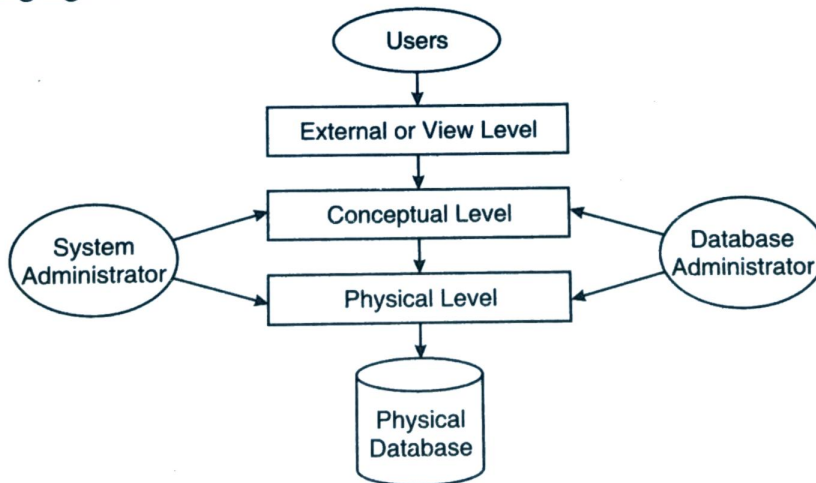 Users
External or View Level
Conceptual Level
System
Administrator
Database
Administrator
Physical Level
Physical
Database